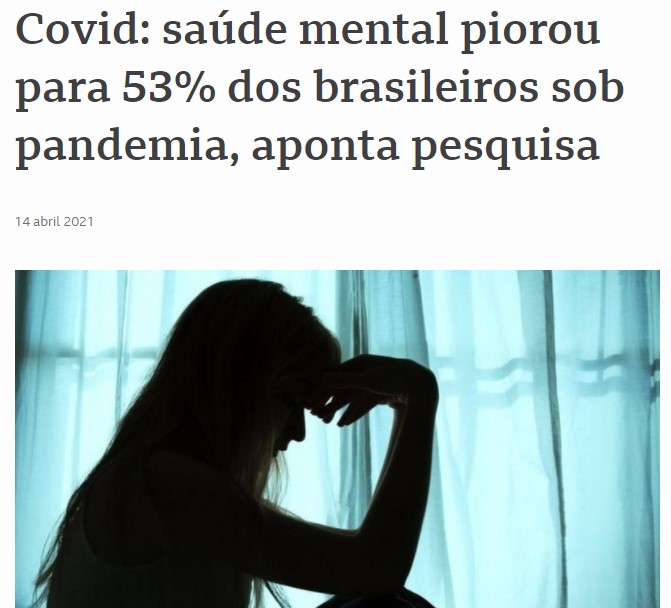 Covid: saúde mental piorou
para 53% dos brasileiros sob
pandemia, aponta pesquisa
14 abril 2021